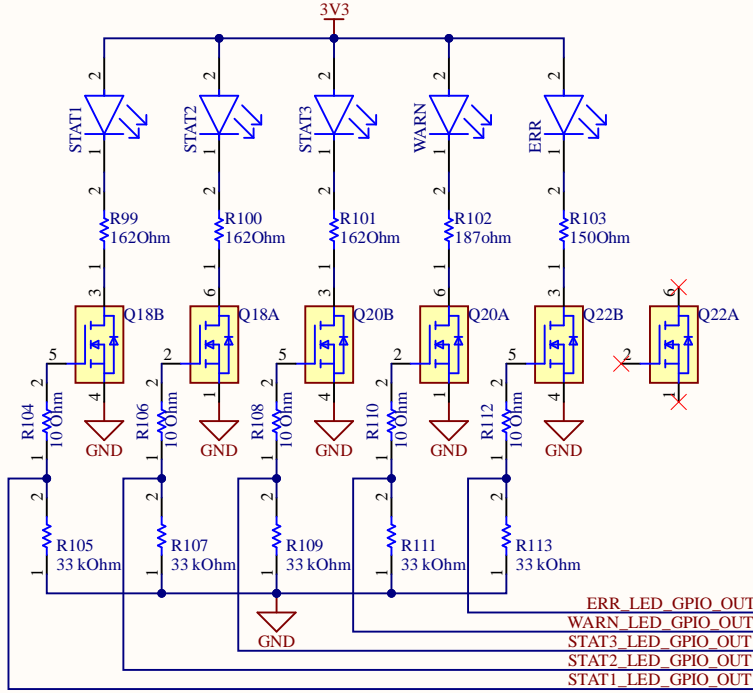 3V3
2 2 2 2 2
STAT1 STAT2 STAT3 WARN ERR
1 1 1 1 1
2 2 2 2 2
R99 R100 R101 R102 R103
162Ohm 162Ohm 162Ohm 187ohm 150Ohm
1 1 1 1 1
3 6 3 6 3 6
Q18B Q18A Q20B Q20A Q22B Q22A
5 2 5 2 5 2
4 1 4 1 4 1
2 2 2 2 2
R104 10 Ohm R106 10 Ohm R108 10 Ohm R110 10 Ohm R112 10 Ohm
GND GND GND GND GND
1 1 1 1 1
2 2 2 2 2
R105 R107 R109 R111 R113
33 kOhm 33 kOhm 33 kOhm 33 kOhm 33 kOhm
1 1 1 1 1
GND
ERR_LED_GPIO_OUT
WARN_LED_GPIO_OUT
STAT3_LED_GPIO_OUT
STAT2_LED_GPIO_OUT
STAT1_LED_GPIO_OUT